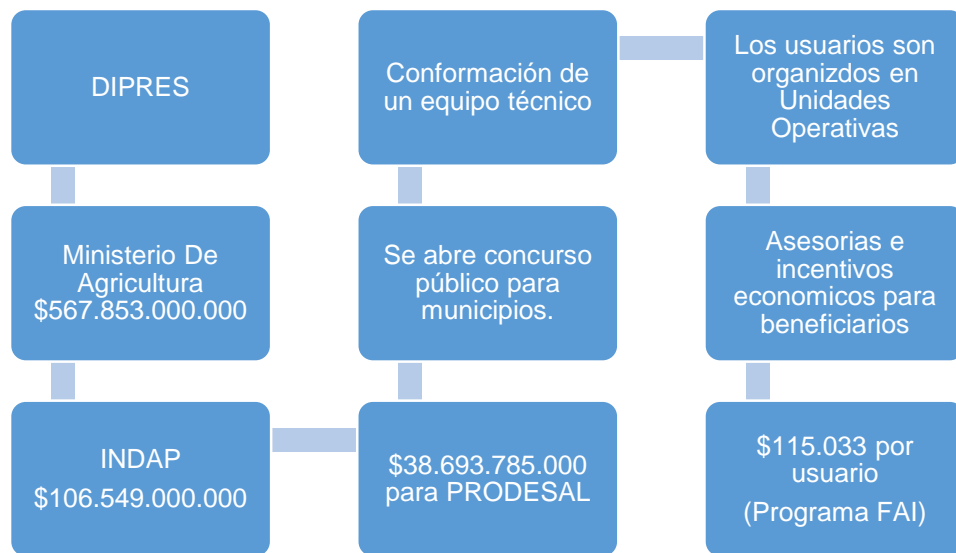 DIPRES
Ministerio De
Agricultura
$567.853.000.000
INDAP
$106.549.000.000
$38.693.785.000
para PRODESAL
Se abre concurso
público para
municipios.
Conformación de
un equipo técnico
Los usuarios son
organizdos en
Unidades
Operativas
Asesorias e
incentivos
economicos para
beneficiarios
$115.033 por
usuario
(Programa FAI)